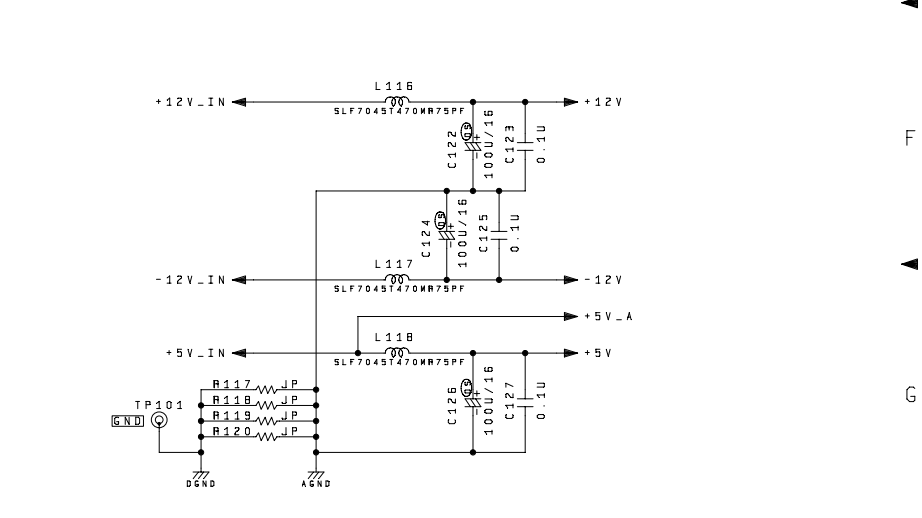 L116
+12V_IN
+12V
SLF7045T470MR75PF
C122
100U/16
C123
0.1U
F
C124
100U/16
C125
0.1U
L117
-12V_IN
-12V
SLF7045T470MR75PF
+5V_A
L118
+5V_IN
+5V
SLF7045T470MR75PF
R117 JP
C126
100U/16
C127
0.1U
G
R118 JP
TP101
GND
R119 JP
R120 JP
DGND
AGND